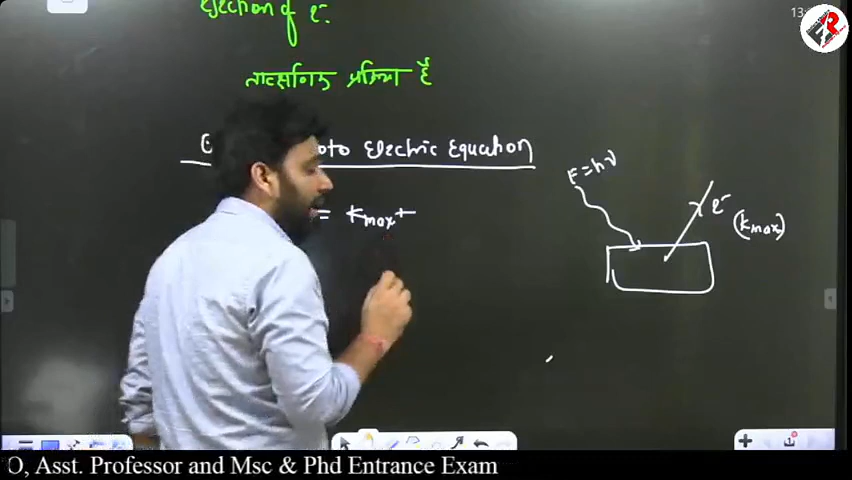 Ejection of e⁻.
तात्क्षणिक प्रक्रिया है
oto Electric Equation
= Kmax +
E=hν
e⁻
(Kmax)
O, Asst. Professor and Msc & Phd Entrance Exam